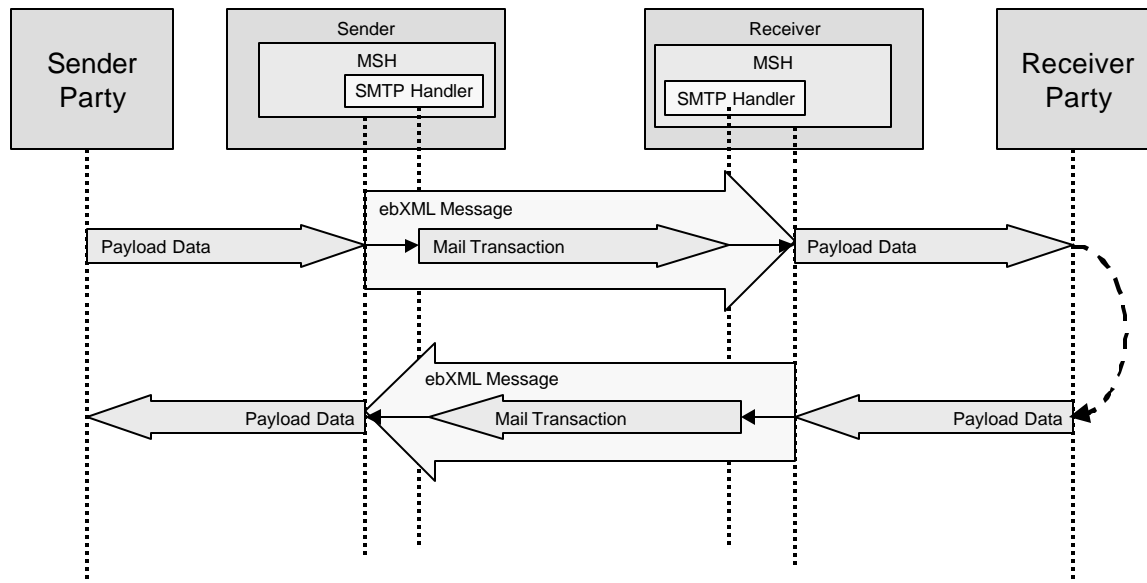 Sender
Party
Sender
MSH
SMTP Handler
Receiver
MSH
SMTP Handler
Receiver
Party
ebXML Message
Payload Data
Mail Transaction
Payload Data
ebXML Message
Payload Data
Mail Transaction
Payload Data